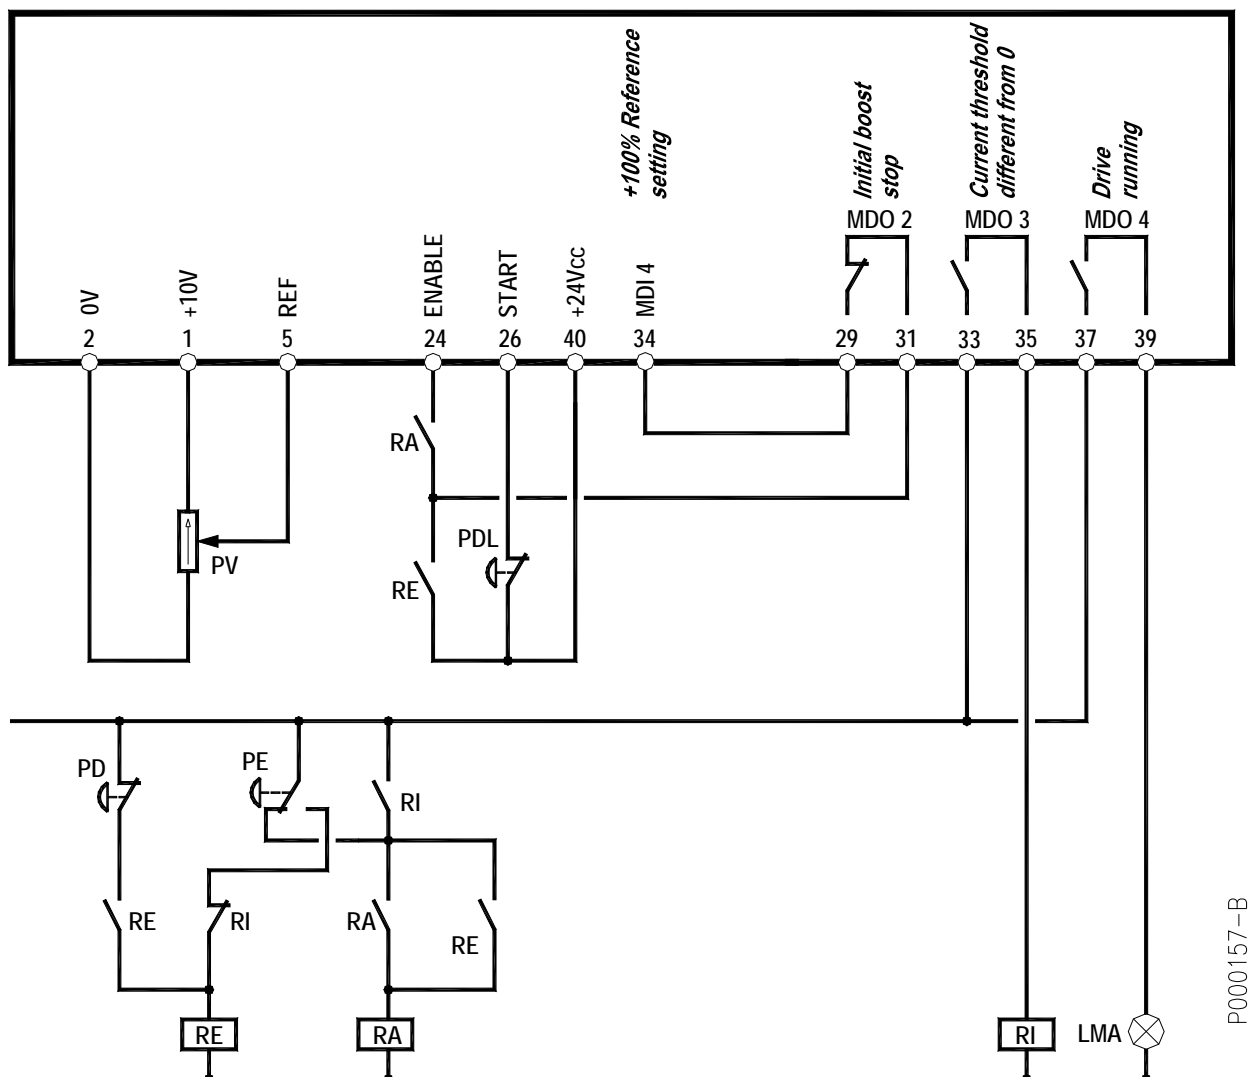 +100% Reference
setting
Initial boost
stop
Current threshold
different from 0
Drive
running
MDO 2
MDO 3
MDO 4
0V
+10V
REF
ENABLE
START
+24Vcc
MDI 4
2
1
5
24
26
40
34
29
31
33
35
37
39
RA
PV
PDL
RE
PD
PE
RI
RE
RI
RA
RE
RE
RA
RI
LMA
P000157-B